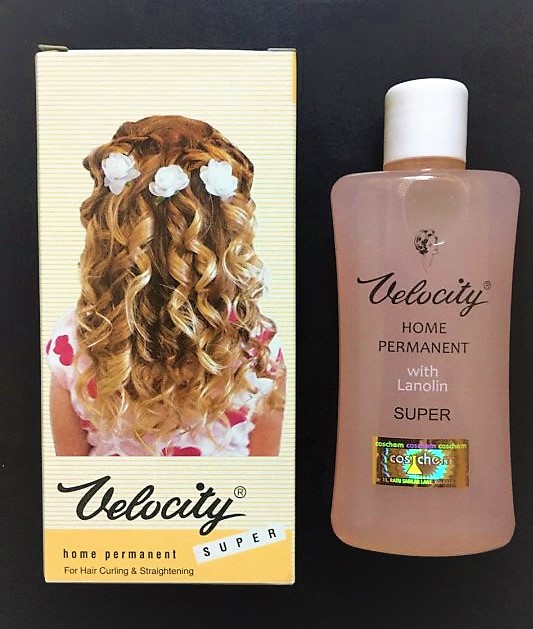 Velocity®
home permanent
SUPER
For Hair Curling & Straightening
Velocity®
HOME
PERMANENT
with
Lanolin
SUPER
coschem coschem coschem
coschem